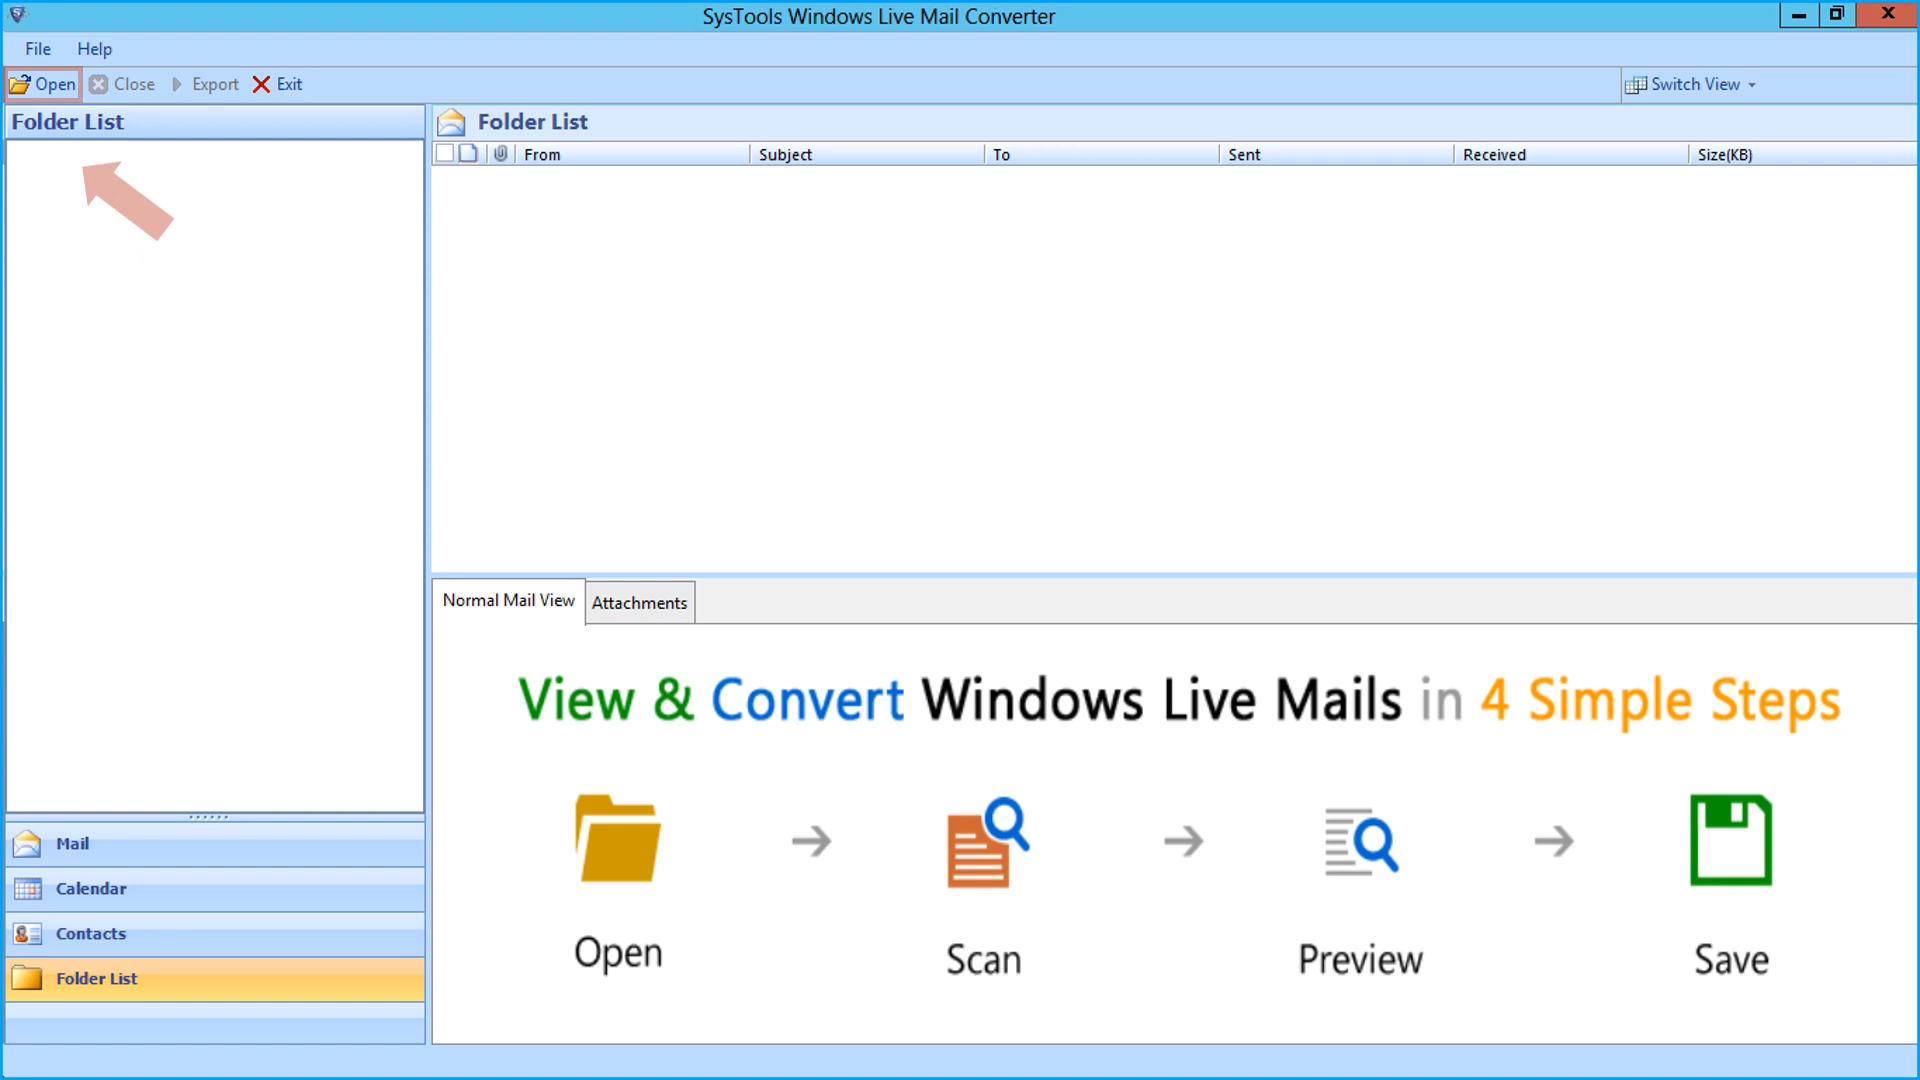 SysTools Windows Live Mail Converter
File Help
Open Close Export Exit Switch View
Folder List
Folder List
From Subject To Sent Received Size(KB)
Normal Mail View Attachments
View & Convert Windows Live Mails in 4 Simple Steps
Open Scan Preview Save
Mail
Calendar
Contacts
Folder List